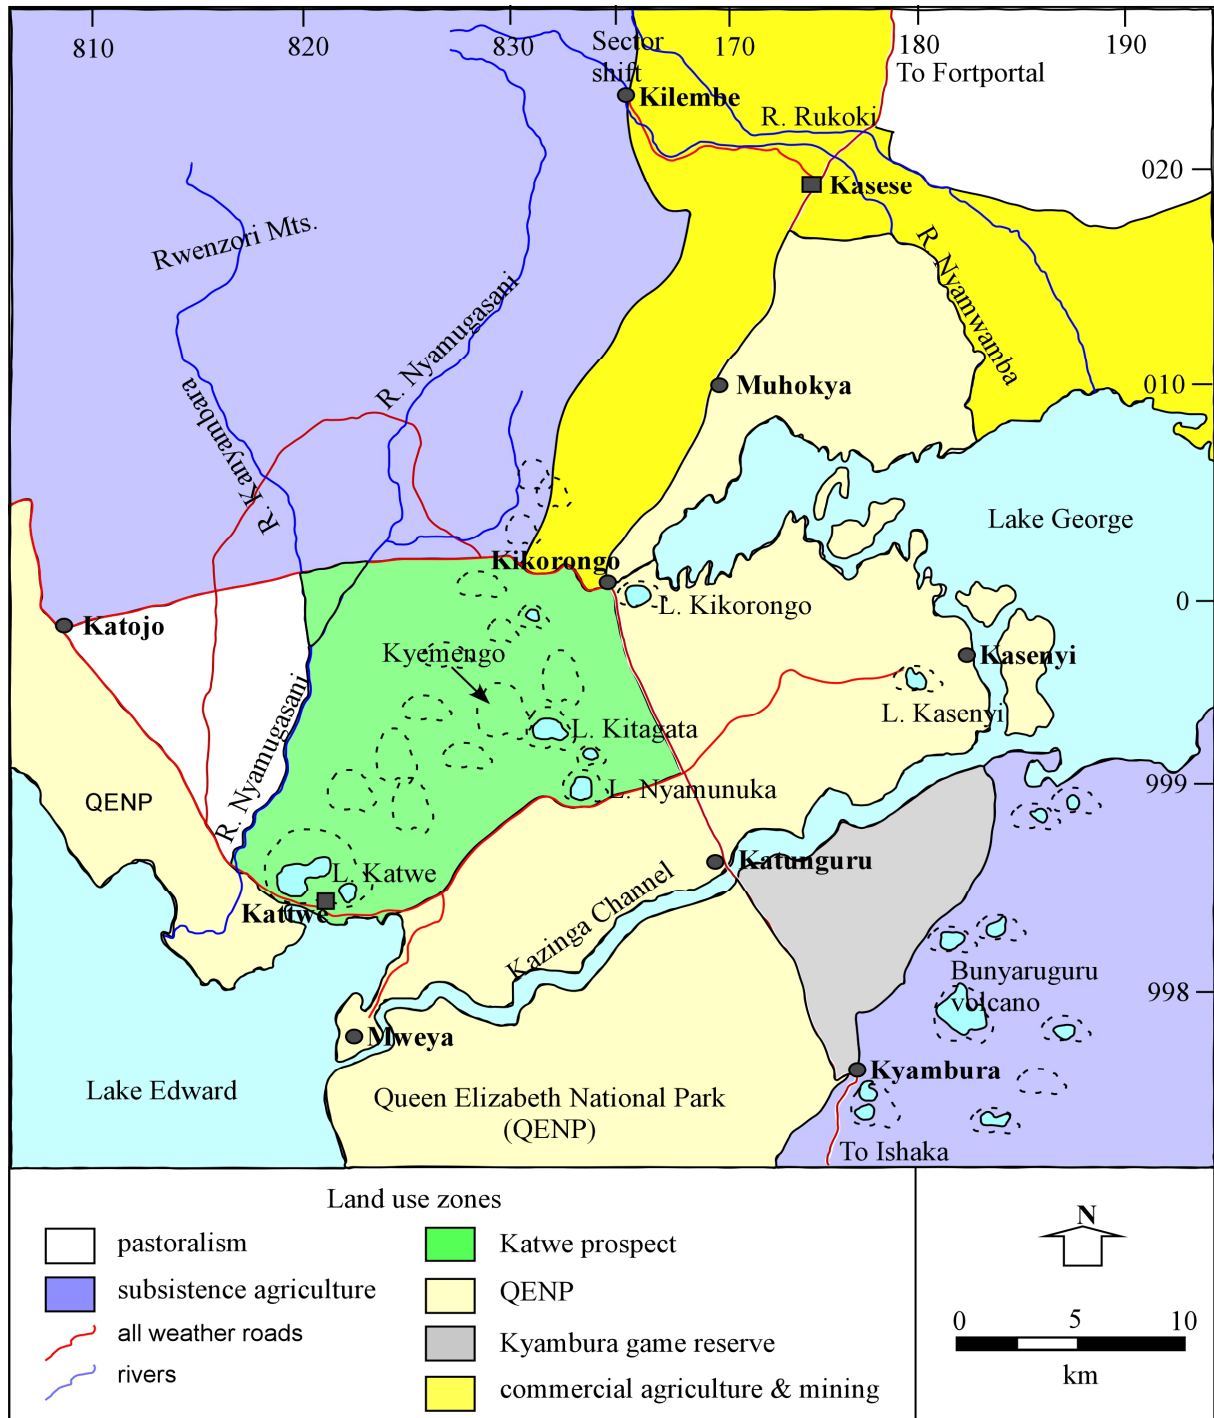 810
820
830
Sector
shift
170
180
190
To Fortportal
Kilembe
R. Rukoki
020
Kasese
Rwenzori Mts.
R. Nyamwamba
R. Nyamugasani
010
Muhokya
R. Kanyambara
Lake George
Kikorongo
0
L. Kikorongo
Katojo
Kyemengo
Kasenyi
R. Nyamugasani
L. Kasenyi
L. Kitagata
999
L. Nyamunuka
QENP
Katunguru
L. Katwe
Kattwe
Kazinga Channel
Bunyaruguru
volcano
998
Mweya
Kyambura
Lake Edward
Queen Elizabeth National Park
(QENP)
To Ishaka
Land use zones
pastoralism
subsistence agriculture
all weather roads
rivers
Katwe prospect
QENP
Kyambura game reserve
commercial agriculture & mining
N
0 5 10
km